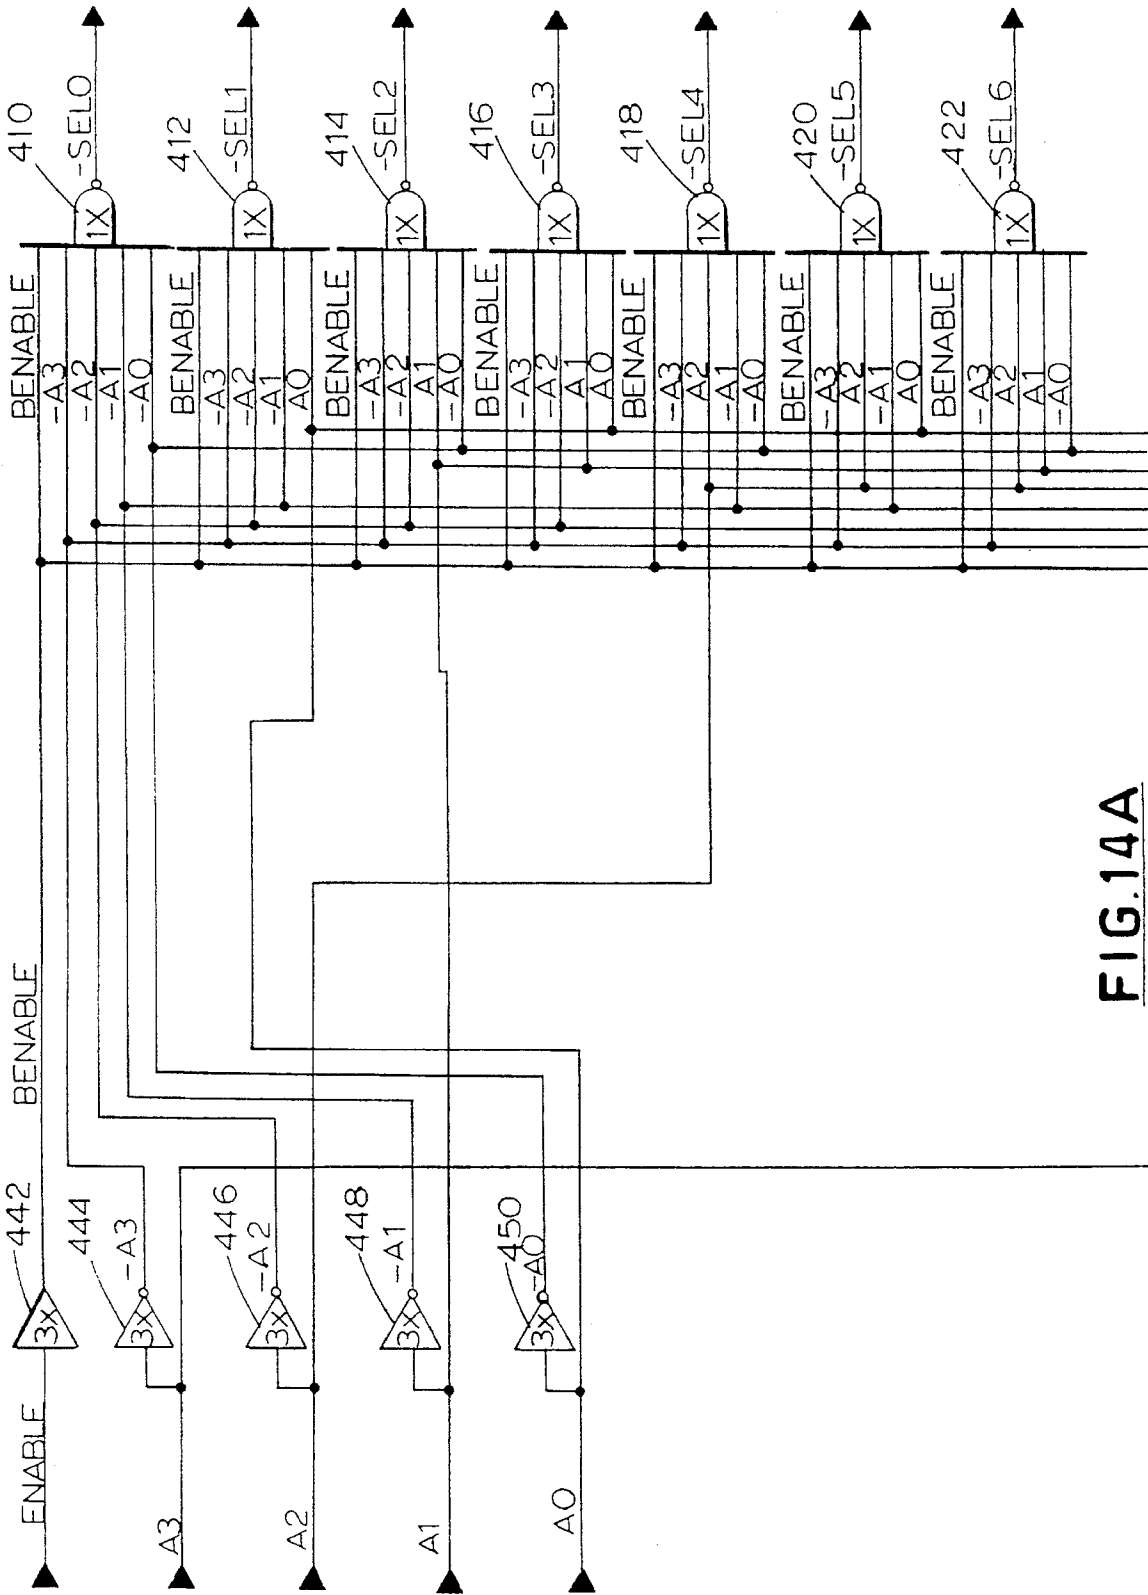 ENABLE
3X
442
BENABLE
A3
3X
444
-A3
A2
3X
446
-A2
A1
3X
448
-A1
A0
3X
450
-A0
BENABLE
-A3
-A2
-A1
-A0
1X
410
-SEL0
BENABLE
-A3
-A2
-A1
A0
1X
412
-SEL1
BENABLE
-A3
-A2
A1
-A0
1X
414
-SEL2
BENABLE
-A3
-A2
A1
A0
1X
416
-SEL3
BENABLE
-A3
A2
-A1
-A0
1X
418
-SEL4
BENABLE
-A3
A2
-A1
A0
1X
420
-SEL5
BENABLE
-A3
A2
A1
-A0
1X
422
-SEL6
FIG.14A